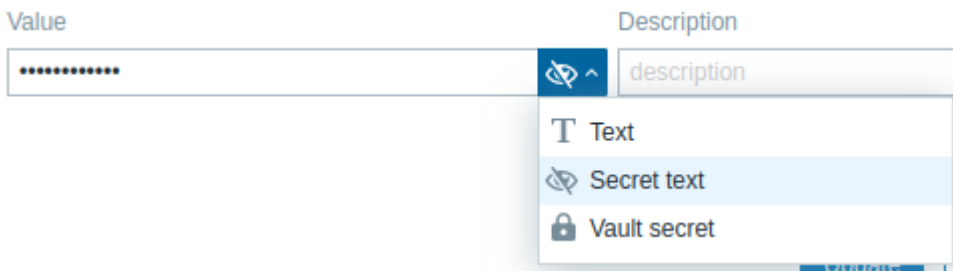 Value Description
•••••••••••• description
T Text
Secret text
Vault secret